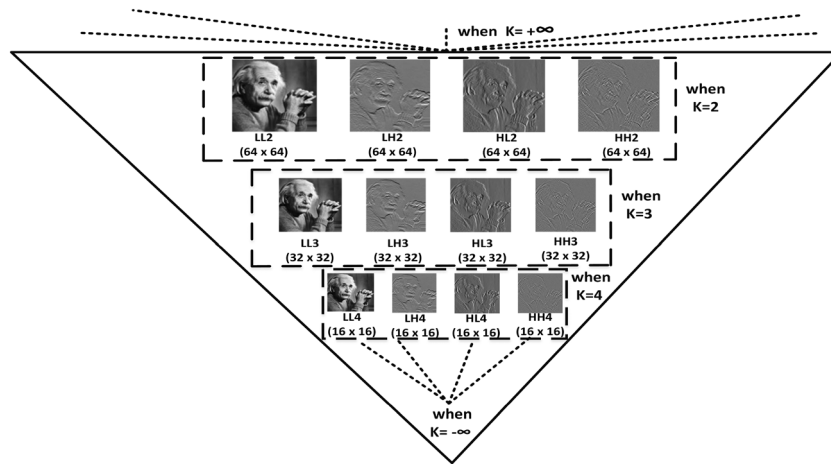 when K= +∞
LL2 LH2 HL2 HH2
(64 x 64) (64 x 64) (64 x 64) (64 x 64)
when
K=2
LL3 LH3 HL3 HH3
(32 x 32) (32 x 32) (32 x 32) (32 x 32)
when
K=3
LL4 LH4 HL4 HH4
(16 x 16) (16 x 16) (16 x 16) (16 x 16)
when
K=4
when
K= -∞